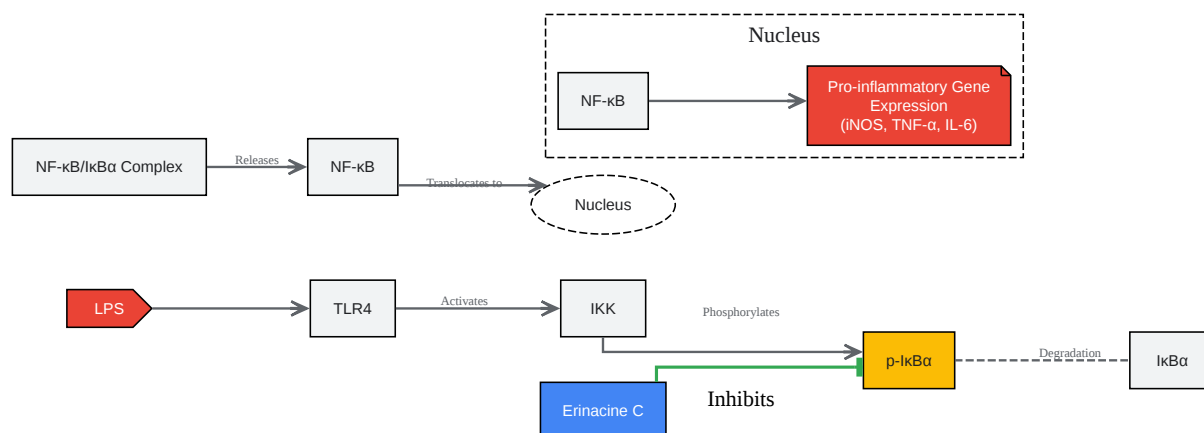 Nucleus
NF-κB
Pro-inflammatory Gene
Expression
(iNOS, TNF-α, IL-6)
NF-κB/IκBα Complex
Releases
NF-κB
Translocates to
Nucleus
LPS
TLR4
Activates
IKK
Phosphorylates
p-IκBα
Degradation
IκBα
Erinacine C
Inhibits